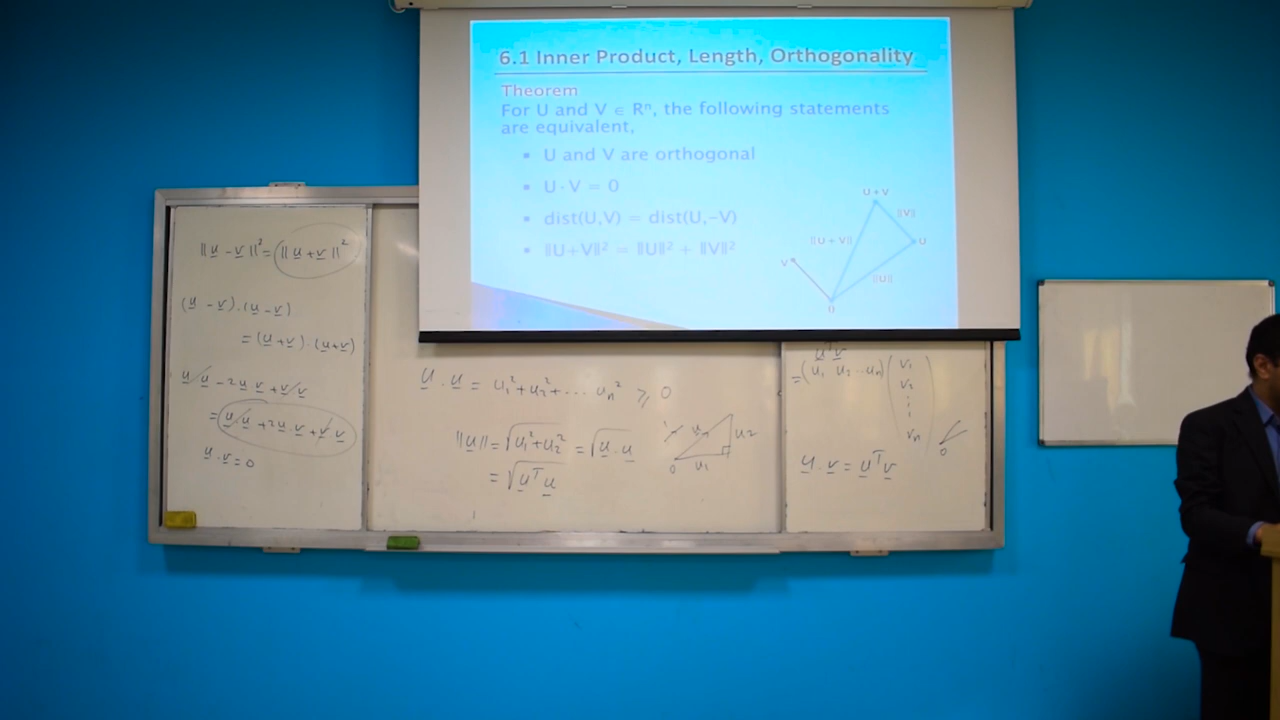 6.1 Inner Product, Length, Orthogonality
Theorem
For U and V ∈ Rⁿ, the following statements
are equivalent,
• U and V are orthogonal
• U · V = 0
• dist(U,V) = dist(U,−V)
• ‖U+V‖² = ‖U‖² + ‖V‖²
U+V
‖V‖
‖U+V‖
U
V
‖U‖
0
‖u - v‖² = ‖u + v‖²
(u - v).(u - v)
= (u+v).(u+v)
u/u - 2u v + v/v
= u/u + 2u.v + v v
u.v = 0
u.u = u₁²+u₂²+... uₙ² ⩾ 0
‖u‖ = √u₁²+u₂² = √u.u
= √uᵀu
u₂
u₁
0
uᵀv
= (u₁ u₂ ... uₙ) (v₁
v₂
:
vₙ)
0
u.v = uᵀv